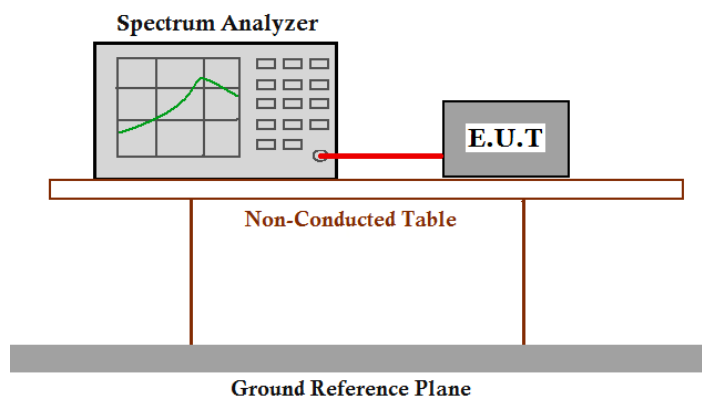 Spectrum Analyzer
E.U.T
Non-Conducted Table
Ground Reference Plane